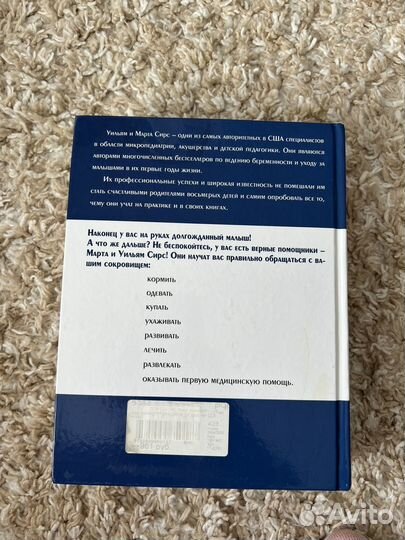 Уильям и Марта Сирс – одни из самых авторитетных в США специалистов
в области микропедиатрии, акушерства и детской педагогики. Они являются
авторами многочисленных бестселлеров по ведению беременности и уходу за
малышами в их первые годы жизни.
Их профессиональные успехи и широкая известность не помешали им
стать счастливыми родителями восьмерых детей и самим опробовать все то,
чему они учат на практике и в своих книгах.
Наконец у вас на руках долгожданный малыш!
А что же дальше? Не беспокойтесь, у вас есть верные помощники –
Марта и Уильям Сирс! Они научат вас правильно обращаться с ва-
шим сокровищем:
кормить
одевать
купать
ухаживать
развивать
лечить
развлекать
оказывать первую медицинскую помощь.
Avito